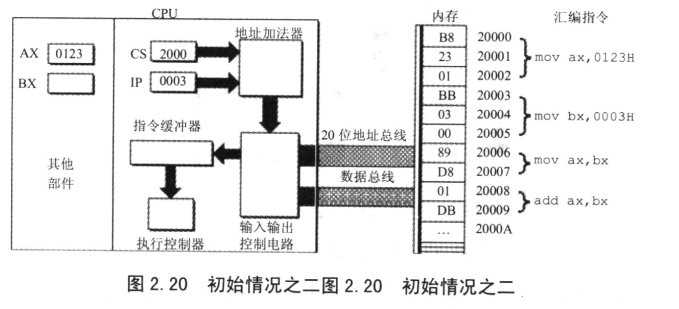 CPU
内存
汇编指令
地址加法器
AX 0123
BX
CS 2000
IP 0003
指令缓冲器
其他
部件
执行控制器
输入输出
控制电路
20 位地址总线
数据总线
B8 20000
23 20001
01 20002
BB 20003
03 20004
00 20005
89 20006
D8 20007
01 20008
DB 20009
… 2000A
mov ax,0123H
mov bx,0003H
mov ax,bx
add ax,bx
图 2.20 初始情况之二图 2.20 初始情况之二